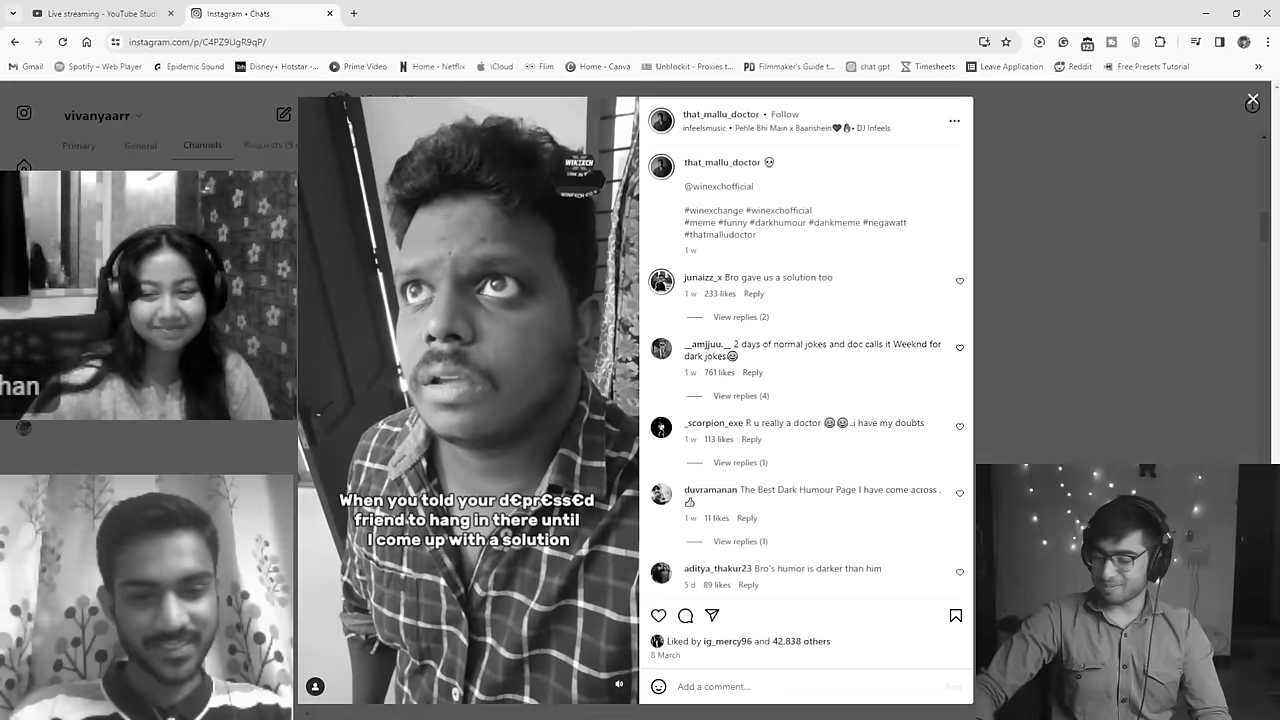 Live streaming - YouTube Studi
Instagram • Chats
instagram.com/p/C4PZ9UgR9qP/
Gmail
Spotify – Web Player
Epidemic Sound
Disney+ Hotstar -...
Prime Video
Home - Netflix
iCloud
Flim
Home - Canva
Unblockit - Proxies t...
Filmmaker's Guide t...
chat gpt
Timesheets
Leave Application
Reddit
Free Presets Tutorial
vivanyaarr
Primary
General
Channels
Requests (9
han
WINEXCH
When you told your d€pr€ss€d
friend to hang in there until
I come up with a solution
that_mallu_doctor • Follow
infeelsmusic • Pehle Bhi Main x Baarishein🖤• DJ Infeels
that_mallu_doctor 💀
@winexchofficial
#winexchange #winexchofficial
#meme #funny #darkhumour #dankmeme #negawatt
#thatmalludoctor
1 w
junaizz_x Bro gave us a solution too
1 w 233 likes Reply
View replies (2)
__amjjuu.__ 2 days of normal jokes and doc calls it Weeknd for
dark jokes😂
1 w 761 likes Reply
View replies (4)
_scorpion_exe R u really a doctor 😂😂..i have my doubts
1 w 113 likes Reply
View replies (1)
duvramanan The Best Dark Humour Page I have come across .
👍
1 w 11 likes Reply
View replies (1)
aditya_thakur23 Bro's humor is darker than him
5 d 89 likes Reply
Liked by ig_mercy96 and 42,838 others
8 March
Add a comment...
Post